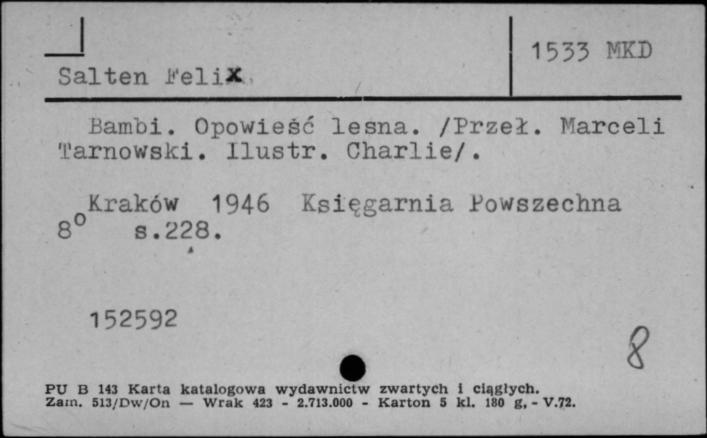 1533 MKD
Salten Felix
Bambi. Opowieść lesna. /Przeł. Marceli
Tarnowski. Ilustr. Charlie/.
Kraków 1946 Księgarnia Powszechna
8° s.228.
152592
8
PU B 143 Karta katalogowa wydawnictw zwartych i ciągłych.
Zam. 513/Dw/On — Wrak 423 - 2.713.000 - Karton 5 kl. 180 g, - V.72.